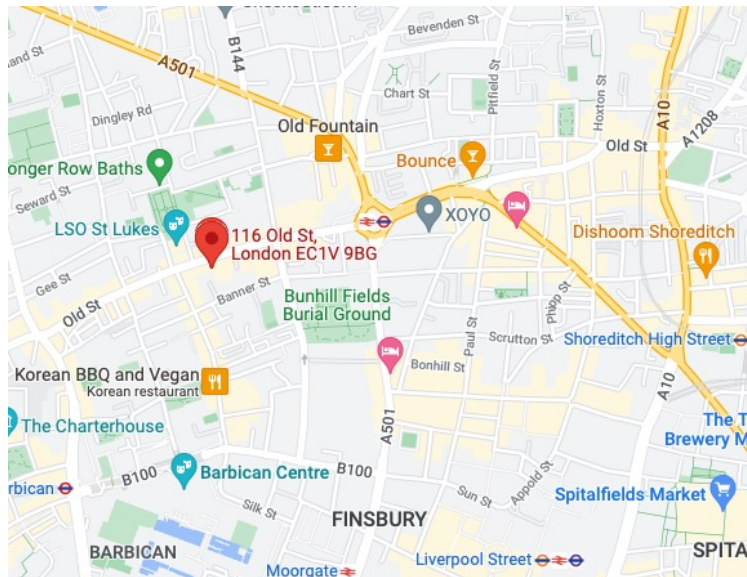 A501
B144
Bevenden St
Chart St
Pitfield St
Hoxton St
A10
A1208
Dingley Rd
Old Fountain
Bounce
Old St
onger Row Baths
Seward St
LSO St Lukes
XOYO
116 Old St,
London EC1V 9BG
Dishoom Shoreditch
Gee St
Banner St
Bunhill Fields
Burial Ground
Old St
Paul St
Phipp St
Scrutton St
Shoreditch High Street
Bonhill St
Korean BBQ and Vegan
Korean restaurant
A10
A501
The Charterhouse
The T
Brewery M
B100
Barbican Centre
B100
rbican
Silk St
Sun St
Appold St
Spitalfields Market
FINSBURY
BARBICAN
SPITA
Liverpool Street
Moorgate